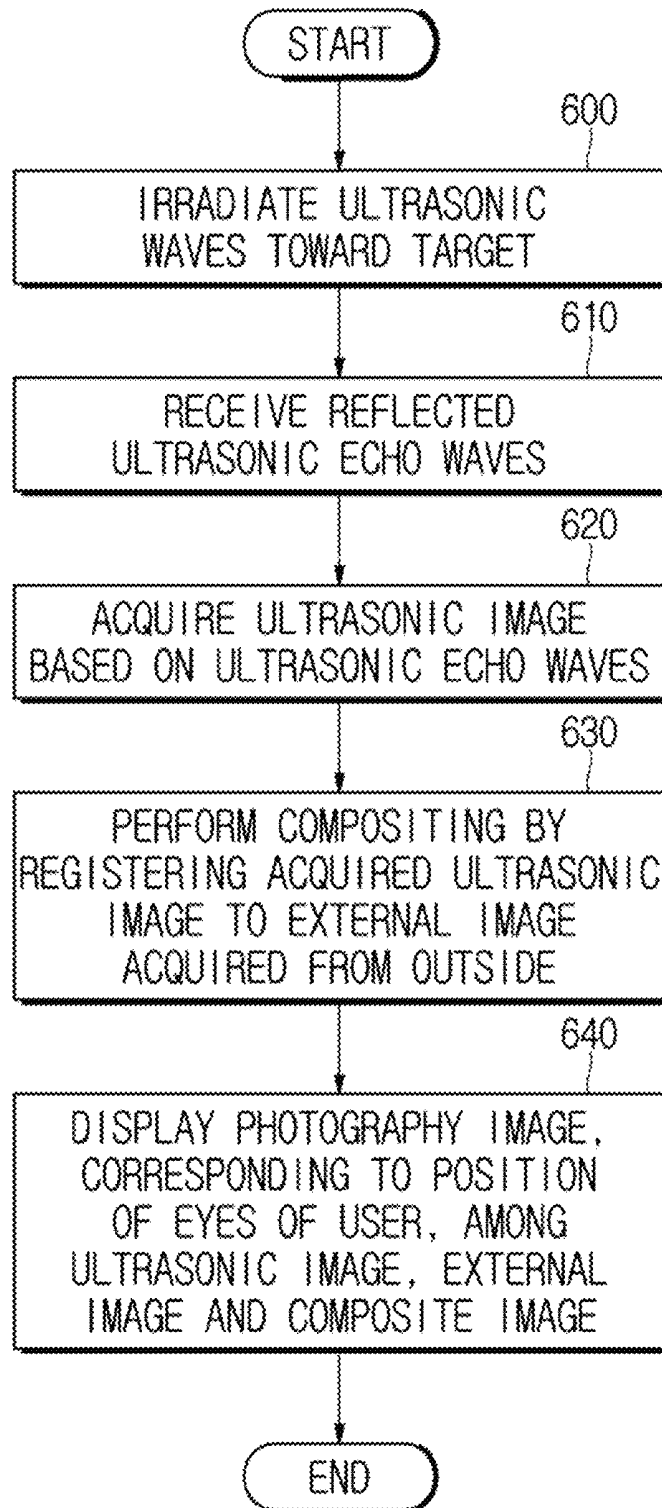 START
600
IRRADIATE ULTRASONIC
WAVES TOWARD TARGET
610
RECEIVE REFLECTED
ULTRASONIC ECHO WAVES
620
ACQUIRE ULTRASONIC IMAGE
BASED ON ULTRASONIC ECHO WAVES
630
PERFORM COMPOSITING BY
REGISTERING ACQUIRED ULTRASONIC
IMAGE TO EXTERNAL IMAGE
ACQUIRED FROM OUTSIDE
640
DISPLAY PHOTOGRAPHY IMAGE,
CORRESPONDING TO POSITION
OF EYES OF USER, AMONG
ULTRASONIC IMAGE, EXTERNAL
IMAGE AND COMPOSITE IMAGE
END